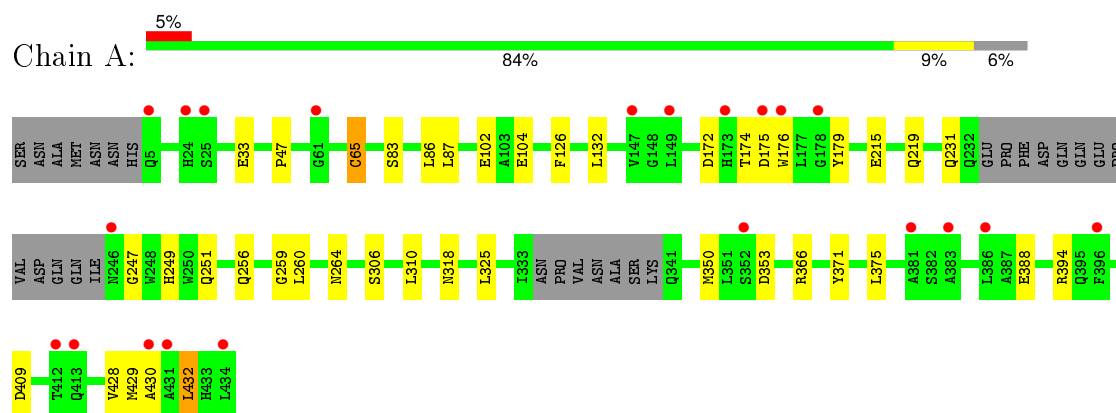 5%
Chain A:
84% 9% 6%
SER ASN ALA MET ASN ASN HIS Q5 H24 S25 E33 P47 G61 C65 S83 L86 L87 E102 A103 E104 F126 L132 V147 G148 L149 D172 H173 T174 D175 W176 L177 G178 Y179 E215 Q219 Q231 Q232 GLU PRO PHE ASP GLN GLN GLU
VAL ASP GLN GLN ILE N246 G247 W248 H249 W250 Q251 Q256 G259 L260 N264 S306 L310 N318 L325 I333 ASN PRO VAL ASN ALA SER LYS Q341 M350 L351 S352 D353 R366 Y371 L375 A381 S382 A383 L386 A387 E388 R394 Q395 F396
D409 T412 Q413 V428 M429 A430 A431 L432 H433 L434